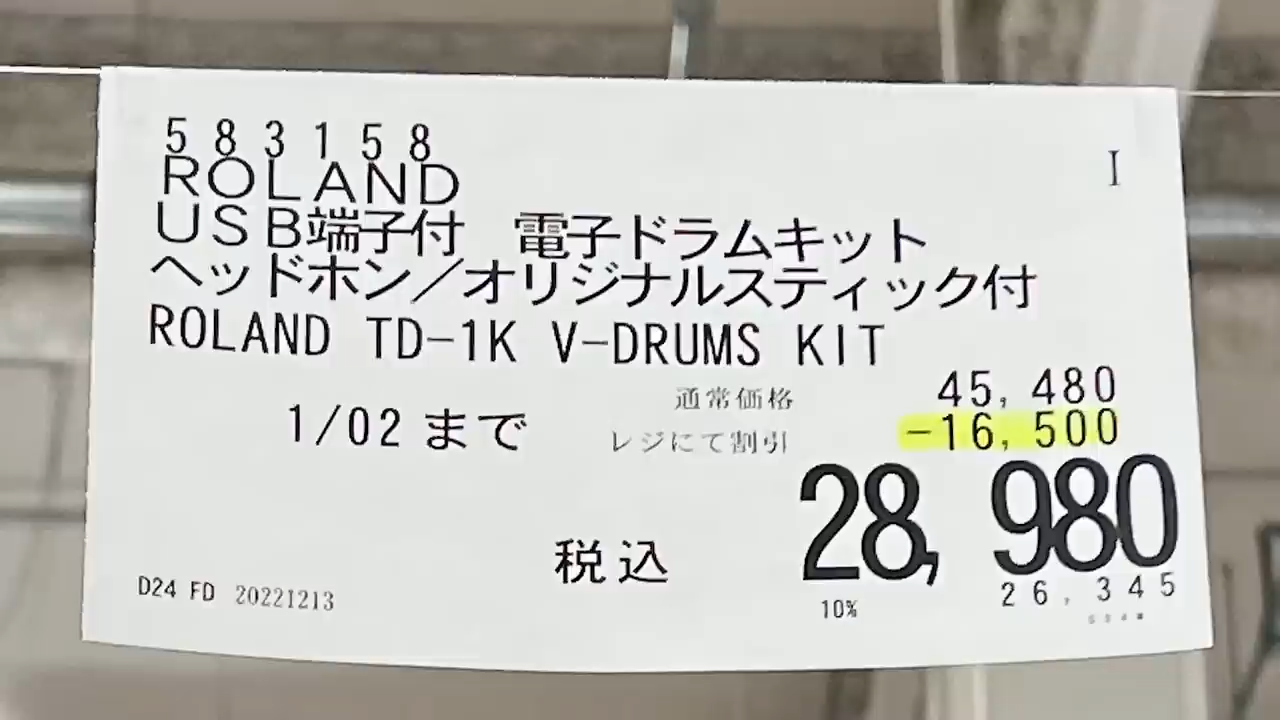 583158
ROLAND
I
USB端子付 電子ドラムキット
ヘッドホン/オリジナルスティック付
ROLAND TD-1K V-DRUMS KIT
通常価格 45,480
1/02まで レジにて割引 -16,500
税込 28,980
D24 FD 20221213
10% 26,345